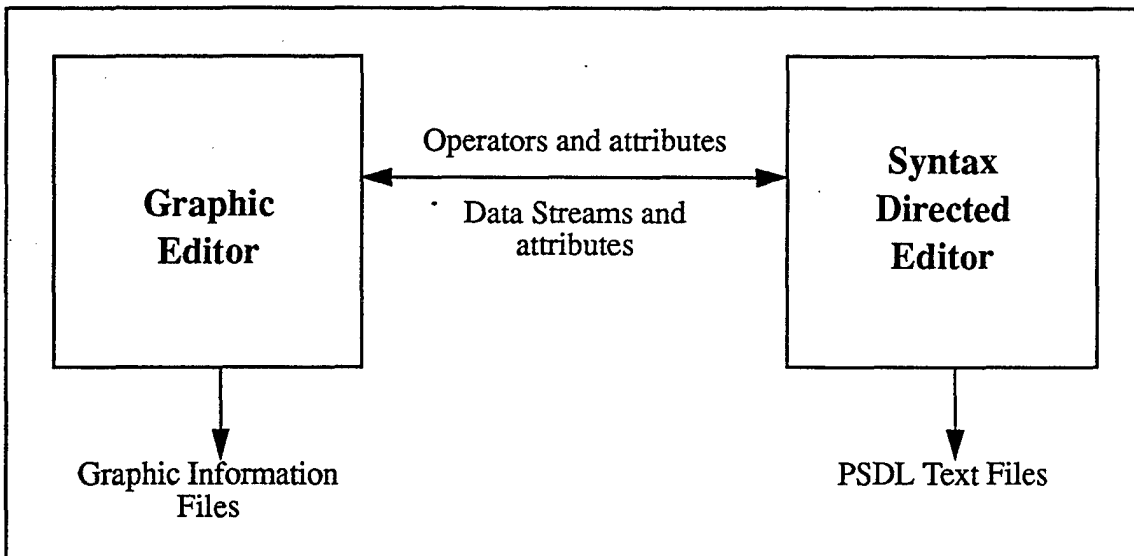 Graphic
Editor
Operators and attributes
Data Streams and
attributes
Syntax
Directed
Editor
Graphic Information
Files
PSDL Text Files